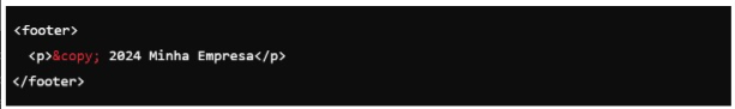 <footer>
  <p>&copy; 2024 Minha Empresa</p>
</footer>